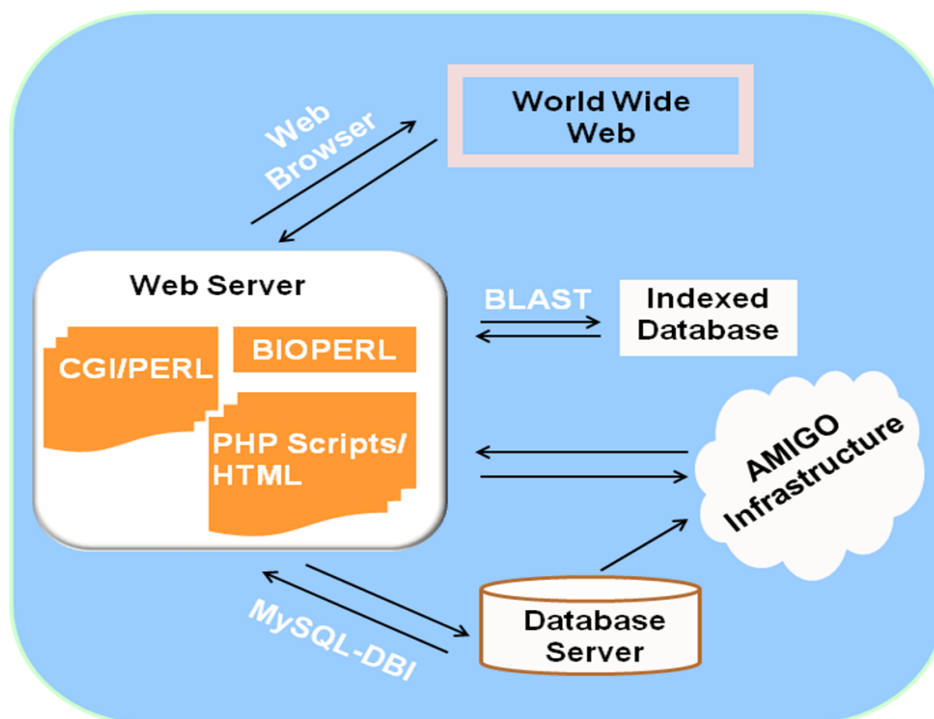 World Wide
Web
Web
Browser
Web Server
CGI/PERL
BIOPERL
PHP Scripts/
HTML
BLAST
Indexed
Database
AMIGO
Infrastructure
MySQL-DBI
Database
Server